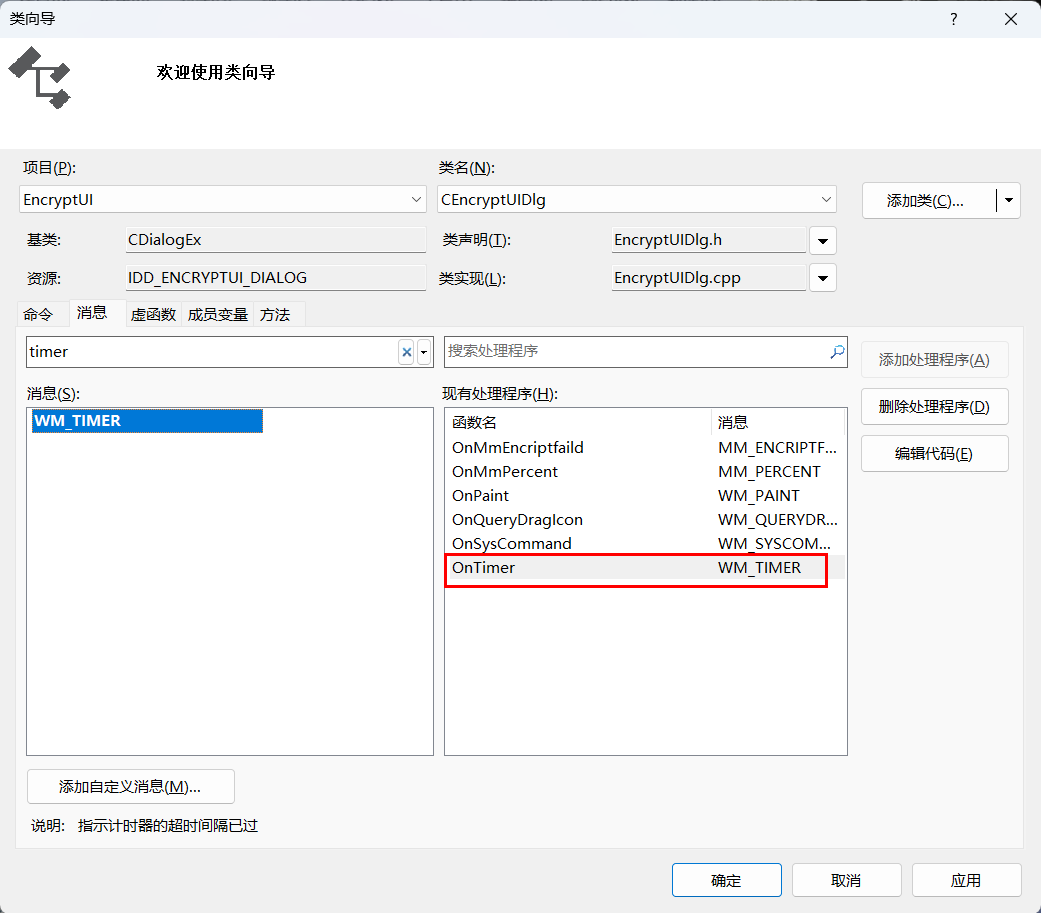 类向导
?
欢迎使用类向导
项目(P): 类名(N):
EncryptUI CEncryptUIDlg 添加类(C)...
基类: CDialogEx 类声明(T): EncryptUIDlg.h
资源: IDD_ENCRYPTUI_DIALOG 类实现(L): EncryptUIDlg.cpp
命令 消息 虚函数 成员变量 方法
timer 搜索处理程序 添加处理程序(A)
消息(S): 现有处理程序(H): 删除处理程序(D)
WM_TIMER 函数名 消息
OnMmEncriptfaild MM_ENCRIPTF... 编辑代码(E)
OnMmPercent MM_PERCENT
OnPaint WM_PAINT
OnQueryDragIcon WM_QUERYDR...
OnSysCommand WM_SYSCOM...
OnTimer WM_TIMER
添加自定义消息(M)...
说明: 指示计时器的超时间隔已过
确定 取消 应用